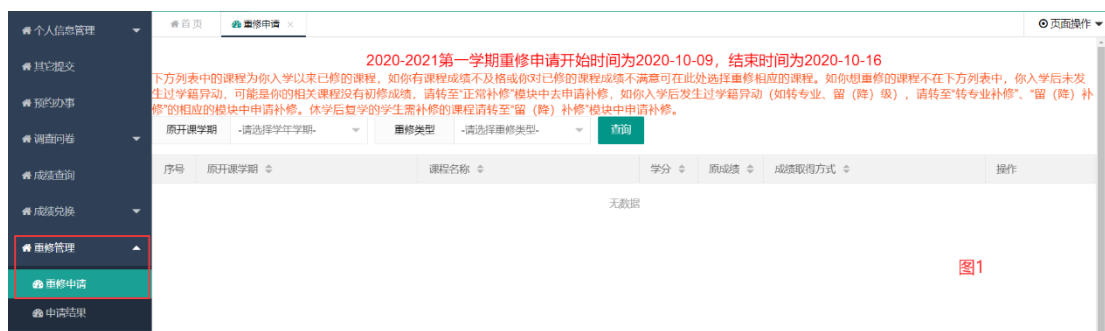 首页
重修申请
页面操作
个人信息管理
其它提交
预约办事
调查问卷
成绩查询
成绩兑换
重修管理
重修申请
申请结果
2020-2021第一学期重修申请开始时间为2020-10-09，结束时间为2020-10-16
下方列表中的课程为你入学以来已修的课程，如你有课程成绩不及格或你对已修的课程成绩不满意可在此处选择重修相应的课程。如你想重修的课程不在下方列表中，你入学后未发
生过学籍异动，可能是你的相关课程没有初修成绩，请转至“正常补修”模块中去申请补修，如你入学后发生过学籍异动（如转专业、留（降）级），请转至“转专业补修”、“留（降）补
修”的相应的模块中申请补修。休学后复学的学生需补修的课程请转至“留（降）补修”模块中申请补修。
原开课学期 -请选择学年学期- 重修类型 -请选择重修类型- 查询
序号 原开课学期 课程名称 学分 原成绩 成绩取得方式 操作
无数据
图1